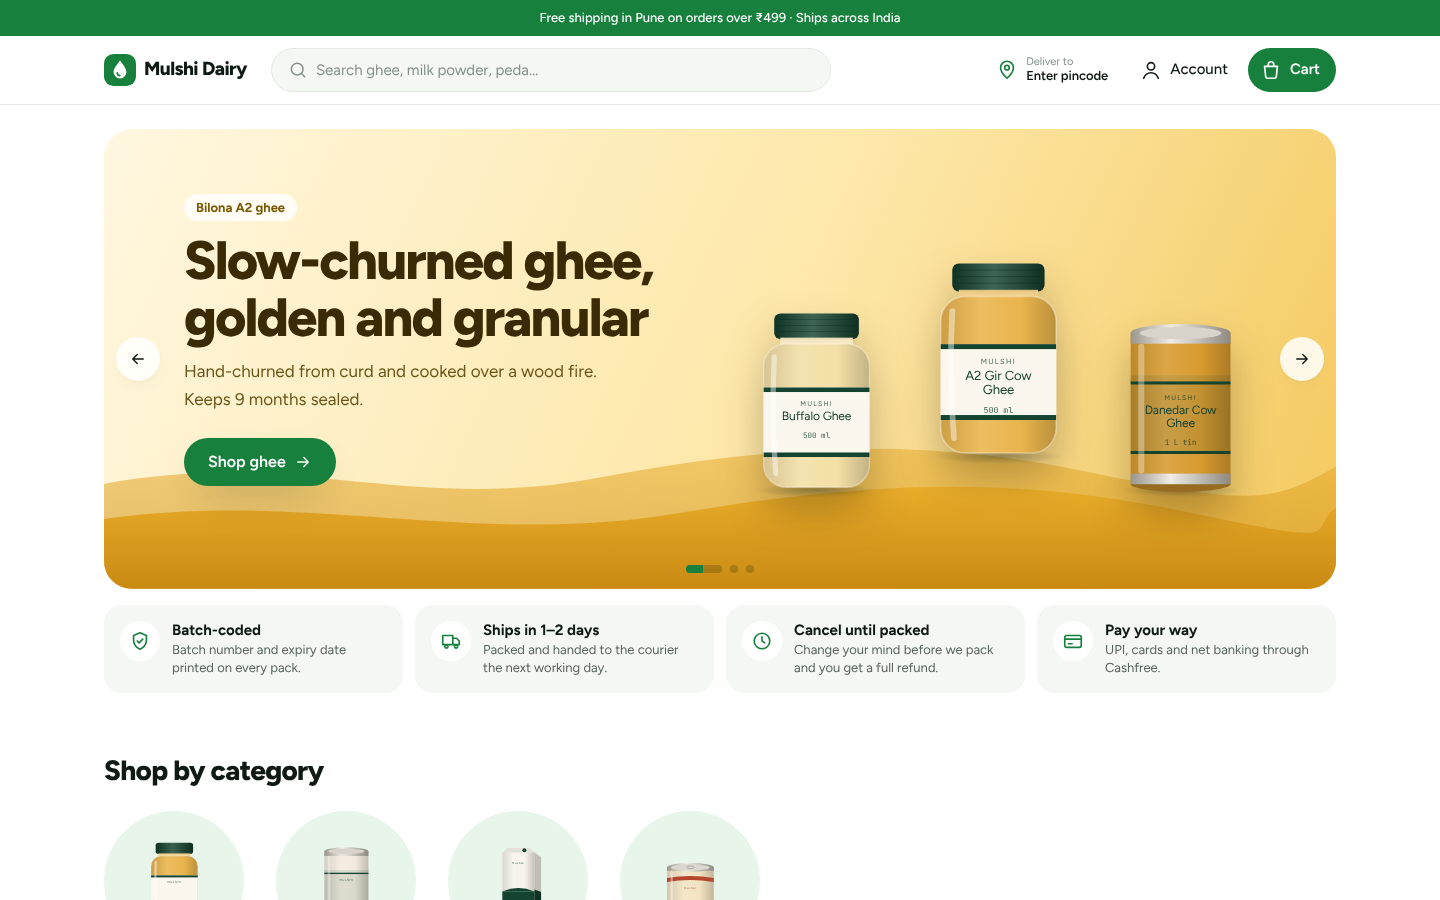 Free shipping in Pune on orders over ₹499 · Ships across India
Mulshi Dairy
Search ghee, milk powder, peda...
Deliver to
Enter pincode
Account
Cart
Bilona A2 ghee
Slow-churned ghee,
golden and granular
Hand-churned from curd and cooked over a wood fire.
Keeps 9 months sealed.
Shop ghee
MULSHI
Buffalo Ghee
500 ml
MULSHI
A2 Gir Cow
Ghee
500 ml
MULSHI
Danedar Cow
Ghee
1 L tin
Batch-coded
Batch number and expiry date
printed on every pack.
Ships in 1–2 days
Packed and handed to the courier
the next working day.
Cancel until packed
Change your mind before we pack
and you get a full refund.
Pay your way
UPI, cards and net banking through
Cashfree.
Shop by category